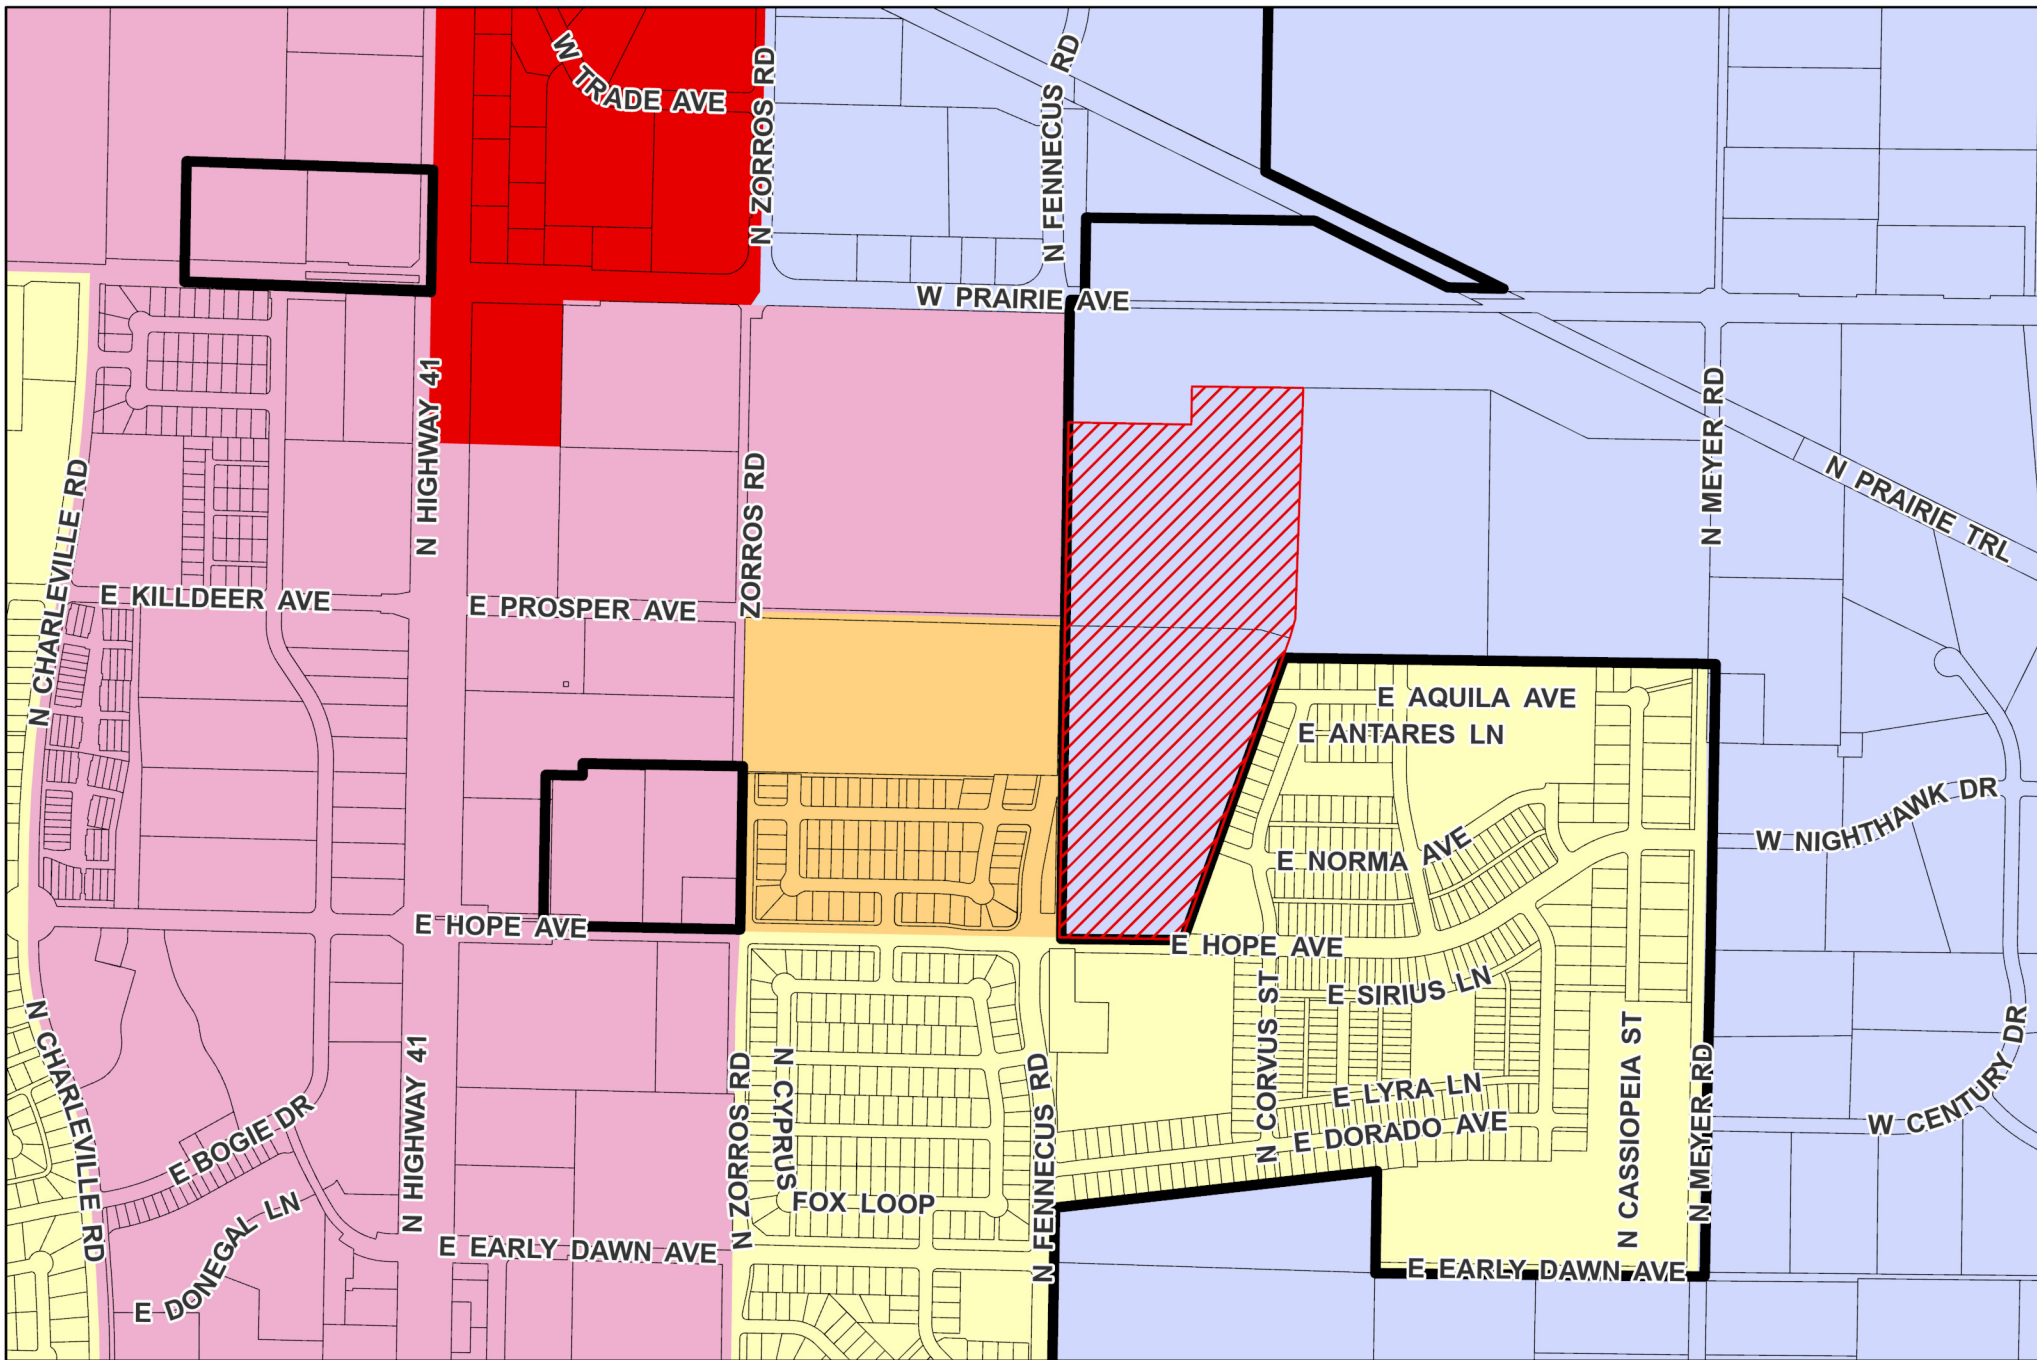 W TRADE AVE
N ZORROS RD
N FENNECUS RD
W PRAIRIE AVE
N HIGHWAY 41
N MEYER RD
N PRAIRIE TRL
N CHARLEVILLE RD
ZORROS RD
E KILLDEER AVE
E PROSPER AVE
E AQUILA AVE
E ANTARES LN
W NIGHTHAWK DR
E NORMA AVE
E HOPE AVE
E HOPE AVE
E SIRIUS LN
N CORVUS ST
N CHARLEVILLE RD
N HIGHWAY 41
N ZORROS RD
N CYPRUS
N FENNECUS RD
E LYRA LN
E DORADO AVE
N CASSIOPEIA ST
N MEYER RD
W CENTURY DR
E BOGIE DR
FOX LOOP
E DONEGAL LN
E EARLY DAWN AVE
E EARLY DAWN AVE